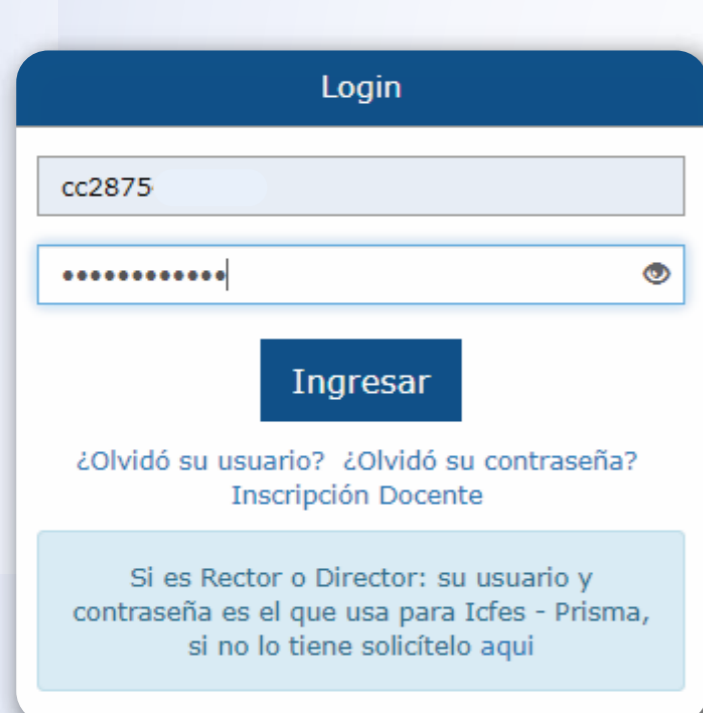 Login
cc2875
••••••••••••
Ingresar
¿Olvidó su usuario? ¿Olvidó su contraseña?
Inscripción Docente
Si es Rector o Director: su usuario y
contraseña es el que usa para Icfes - Prisma,
si no lo tiene solicítelo aqui